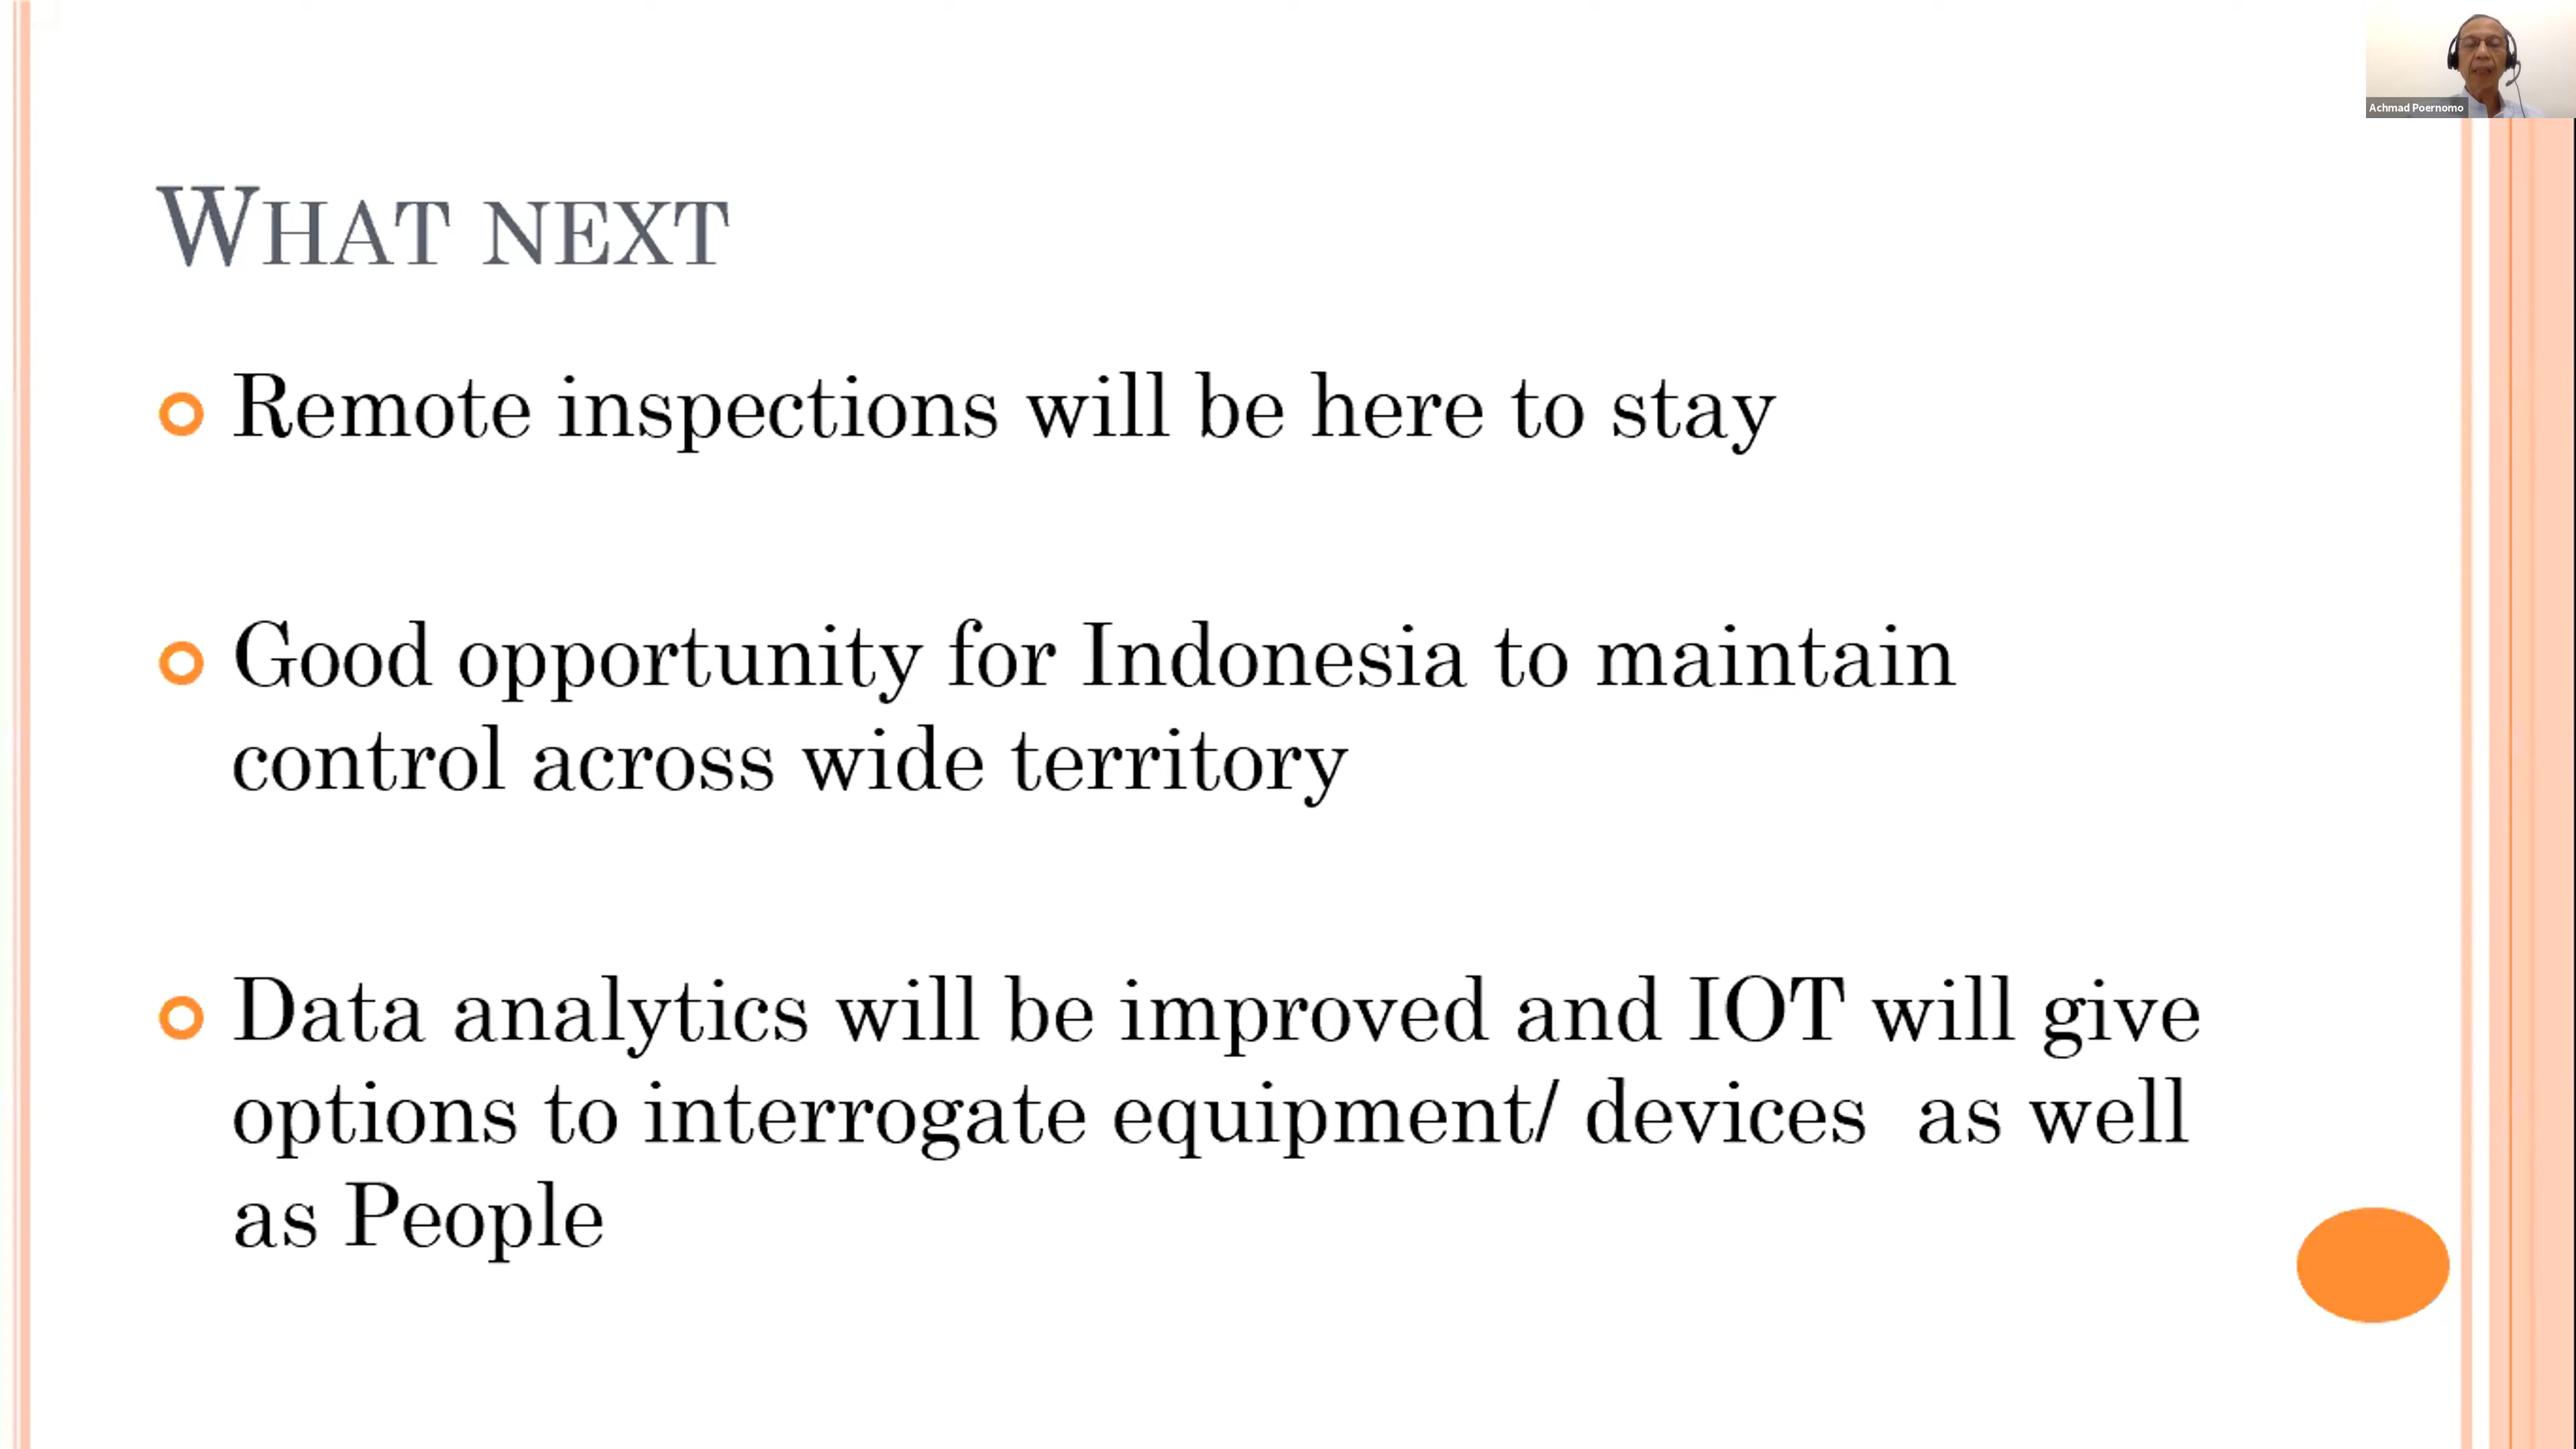 Achmad Poernomo
WHAT NEXT
Remote inspections will be here to stay
Good opportunity for Indonesia to maintain
control across wide territory
Data analytics will be improved and IOT will give
options to interrogate equipment/ devices  as well
as People